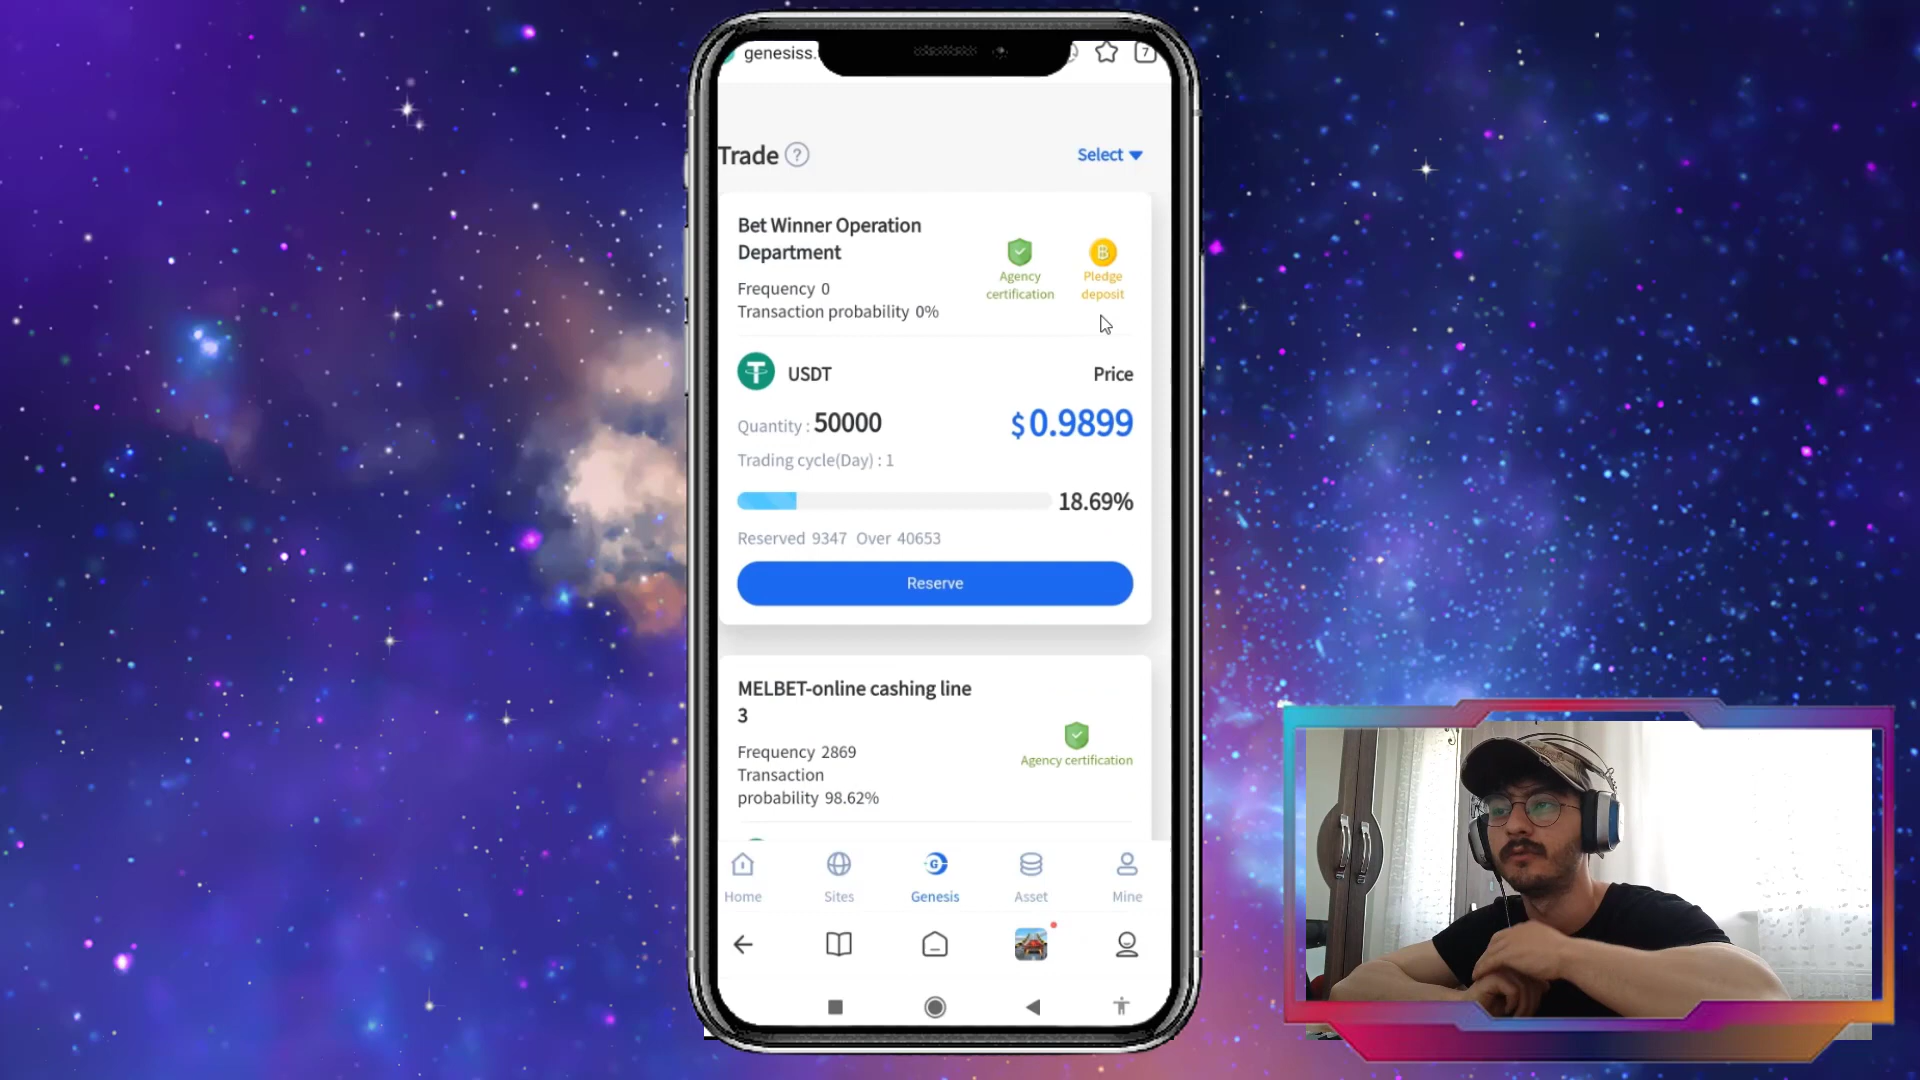 genesiss.
7
Trade ?
Select
Bet Winner Operation
Department
Frequency 0
Transaction probability 0%
Agency
certification
Pledge
deposit
USDT
Price
Quantity : 50000
$0.9899
Trading cycle(Day) : 1
18.69%
Reserved 9347 Over 40653
Reserve
MELBET-online cashing line
3
Frequency 2869
Transaction
probability 98.62%
Agency certification
Home
Sites
Genesis
Asset
Mine